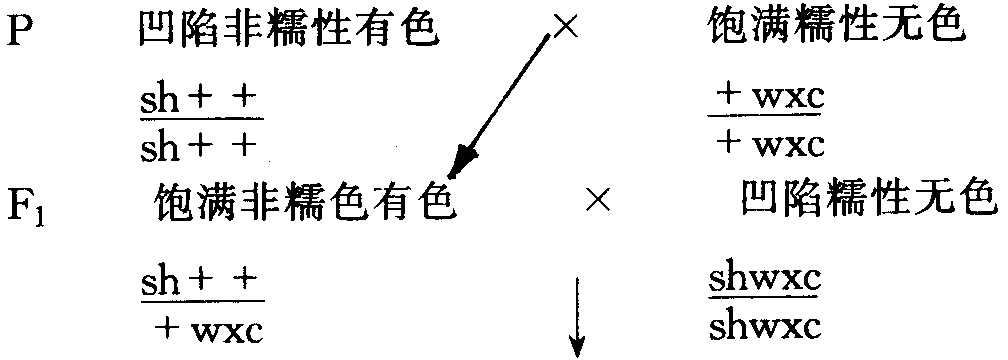 P 凹陷非糯性有色 × 饱满糯性无色
sh + + + wxc
sh + + + wxc
F₁ 饱满非糯色有色 × 凹陷糯性无色
sh + + shwxc
+ wxc shwxc